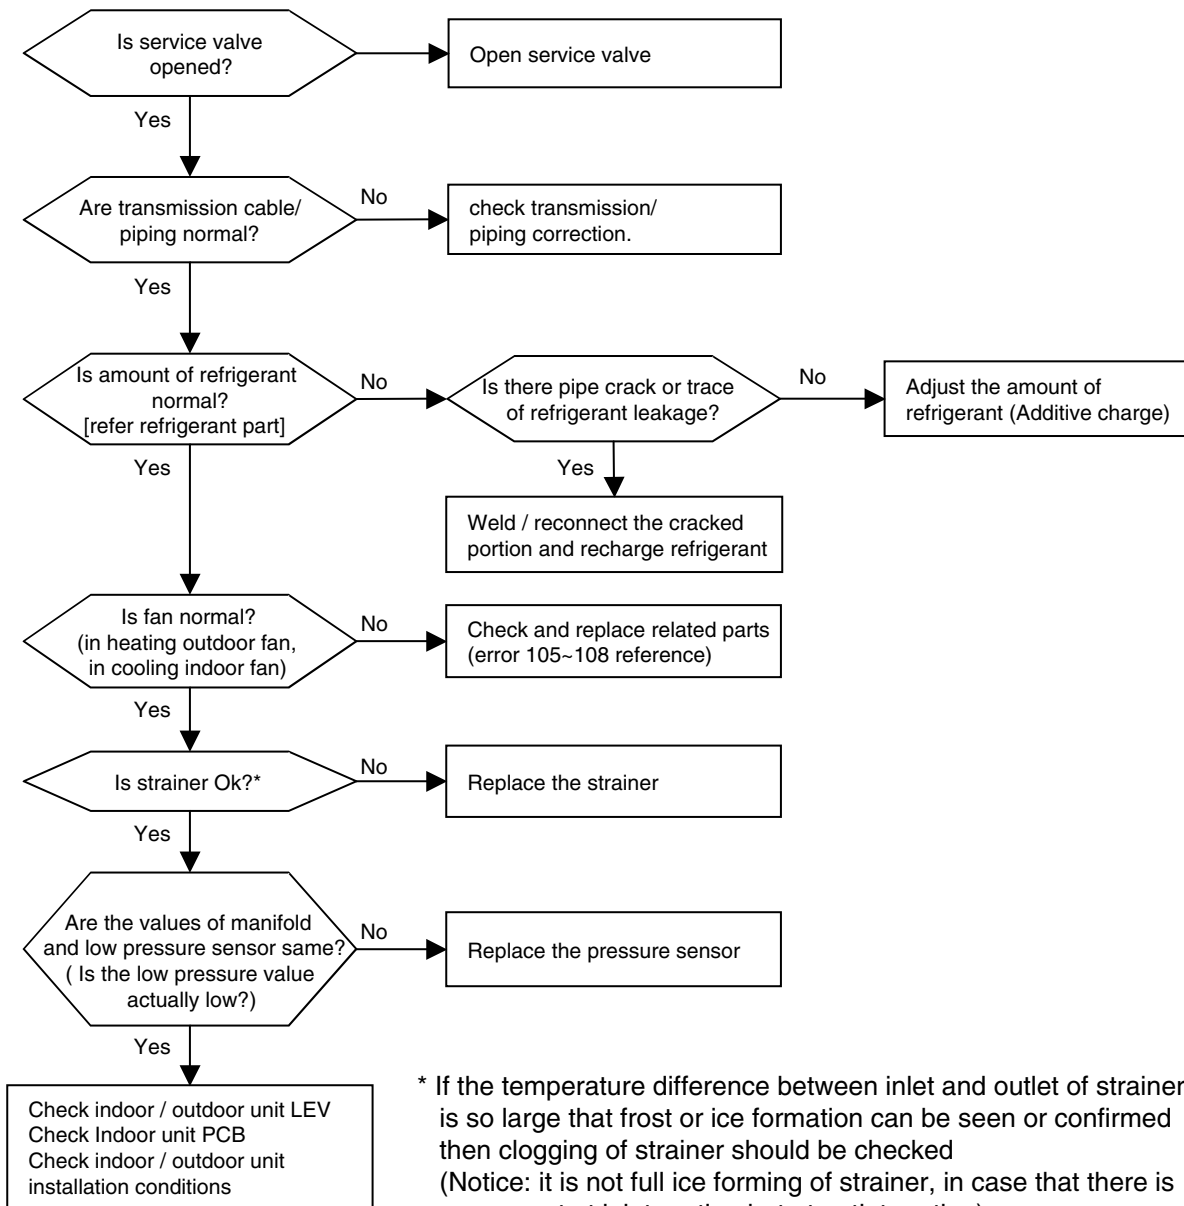 Is service valve
opened?
Open service valve
Yes
Are transmission cable/
piping normal?
No
check transmission/
piping correction.
Yes
Is amount of refrigerant
normal?
[refer refrigerant part]
No
Is there pipe crack or trace
of refrigerant leakage?
No
Adjust the amount of
refrigerant (Additive charge)
Yes
Yes
Weld / reconnect the cracked
portion and recharge refrigerant
Is fan normal?
(in heating outdoor fan,
in cooling indoor fan)
No
Check and replace related parts
(error 105~108 reference)
Yes
Is strainer Ok?*
No
Replace the strainer
Yes
Are the values of manifold
and low pressure sensor same?
( Is the low pressure value
actually low?)
No
Replace the pressure sensor
Yes
Check indoor / outdoor unit LEV
Check Indoor unit PCB
Check indoor / outdoor unit
installation conditions
* If the temperature difference between inlet and outlet of strainer
is so large that frost or ice formation can be seen or confirmed
then clogging of strainer should be checked
(Notice: it is not full ice forming of strainer, in case that there is